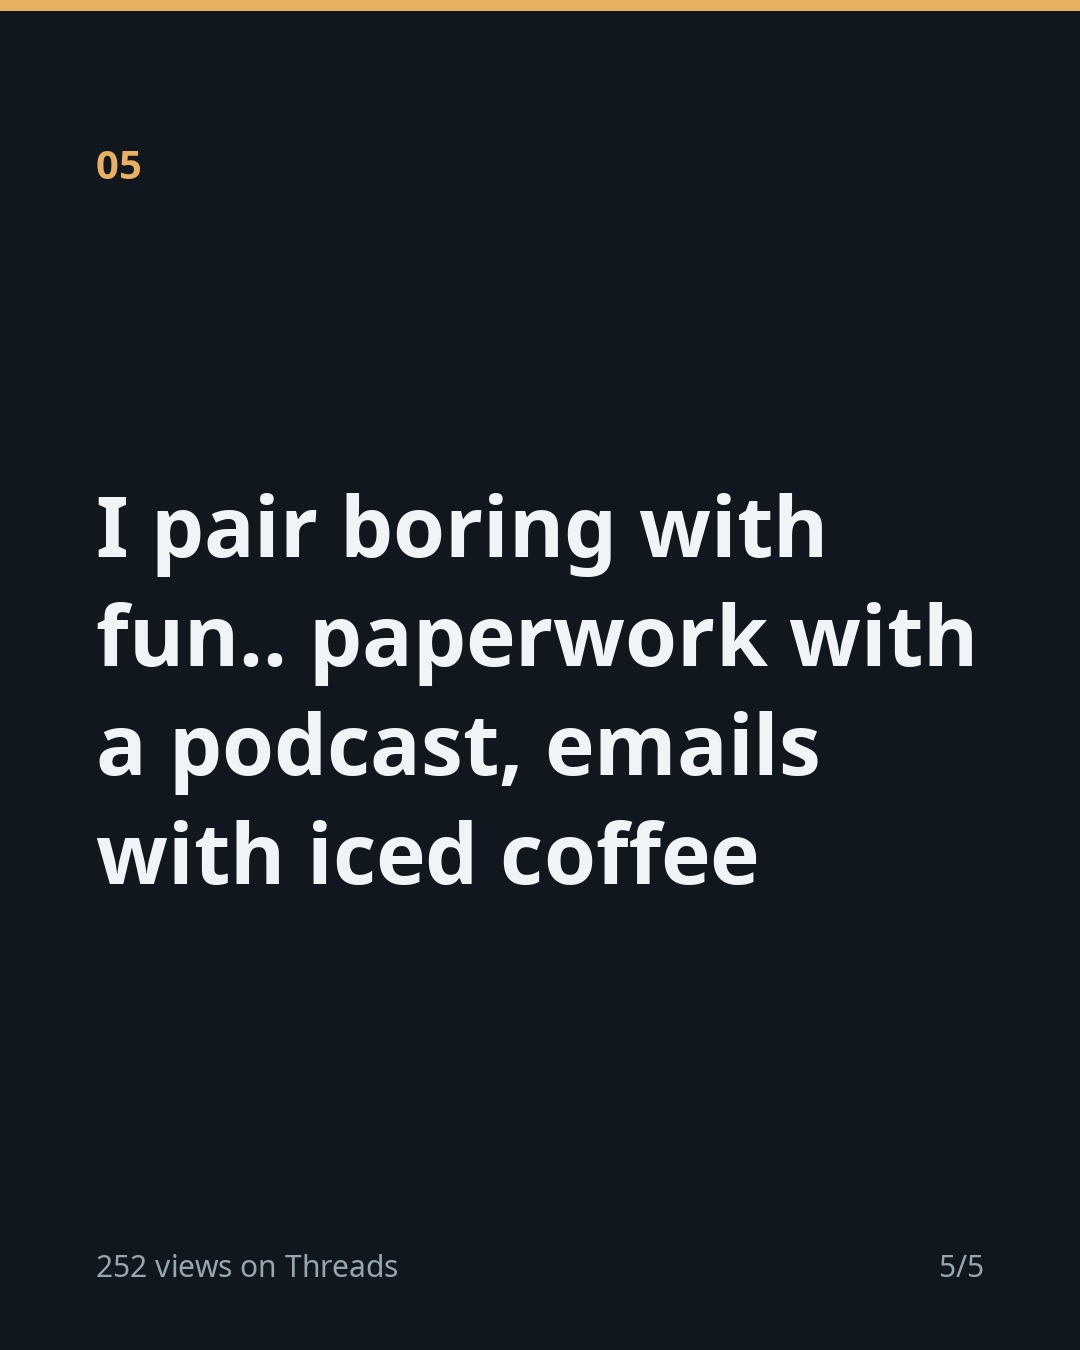 05
I pair boring with
fun.. paperwork with
a podcast, emails
with iced coffee
252 views on Threads
5/5